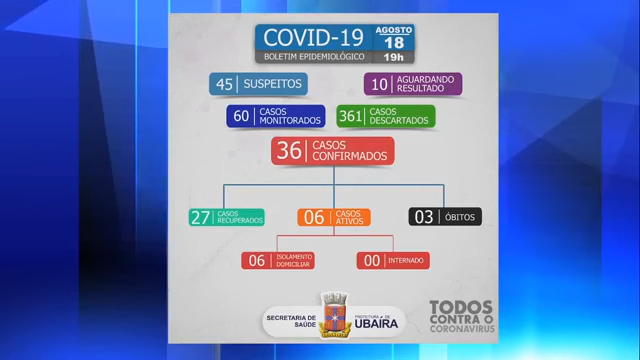 COVID-19
BOLETIM EPIDEMIOLÓGICO
AGOSTO
18
19h
45 SUSPEITOS
10 AGUARDANDO
RESULTADO
60 CASOS
MONITORADOS
361 CASOS
DESCARTADOS
36 CASOS
CONFIRMADOS
27 CASOS
RECUPERADOS
06 CASOS
ATIVOS
03 ÓBITOS
06 ISOLAMENTO
DOMICILIAR
00 INTERNADO
SECRETARIA DE
SAÚDE
PREFEITURA DE
UBAÍRA
TODOS
CONTRA O
CORONAVÍRUS